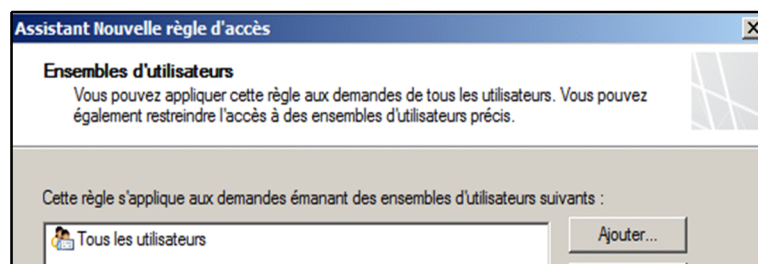 Assistant Nouvelle règle d'accès
Ensembles d'utilisateurs
Vous pouvez appliquer cette règle aux demandes de tous les utilisateurs. Vous pouvez
également restreindre l'accès à des ensembles d'utilisateurs précis.
Cette règle s'applique aux demandes émanant des ensembles d'utilisateurs suivants :
Tous les utilisateurs
Ajouter...